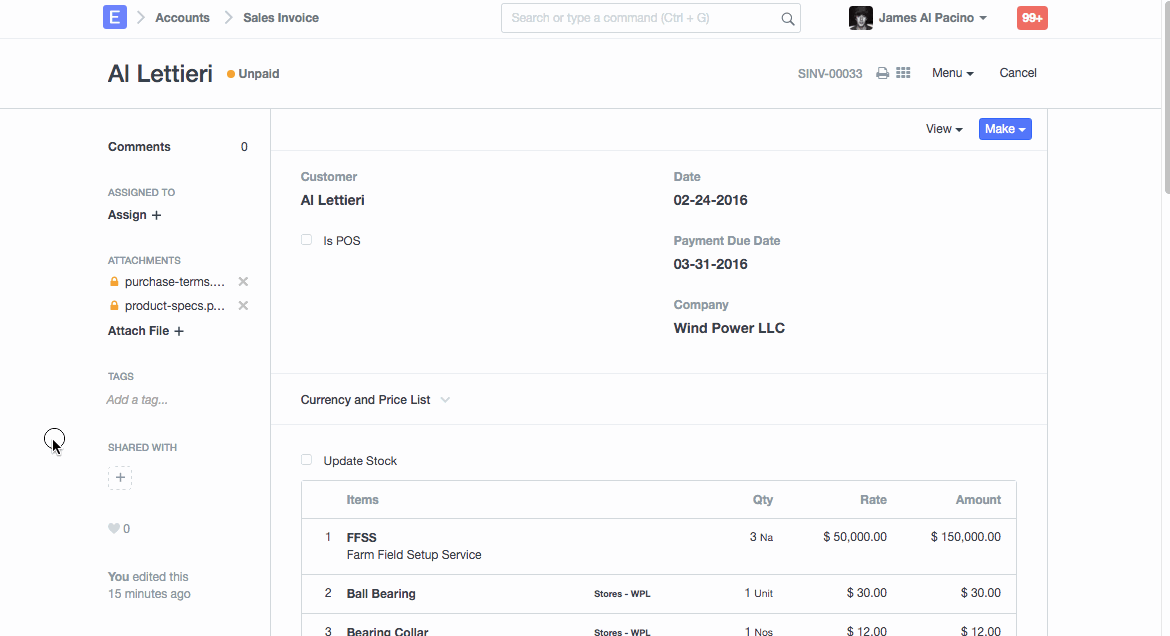 E
Accounts
Sales Invoice
Search or type a command (Ctrl + G)
James Al Pacino
99+
Al Lettieri
Unpaid
SINV-00033
Menu
Cancel
View
Make
Comments 0
ASSIGNED TO
Assign +
ATTACHMENTS
purchase-terms....
product-specs.p...
Attach File +
TAGS
Add a tag...
SHARED WITH
+
0
You edited this
15 minutes ago
Customer
Al Lettieri
Is POS
Date
02-24-2016
Payment Due Date
03-31-2016
Company
Wind Power LLC
Currency and Price List
Update Stock
Items Qty Rate Amount
1 FFSS 3 Na $ 50,000.00 $ 150,000.00
Farm Field Setup Service
2 Ball Bearing Stores - WPL 1 Unit $ 30.00 $ 30.00
3 Bearing Collar Stores - WPL 1 Nos $ 12.00 $ 12.00